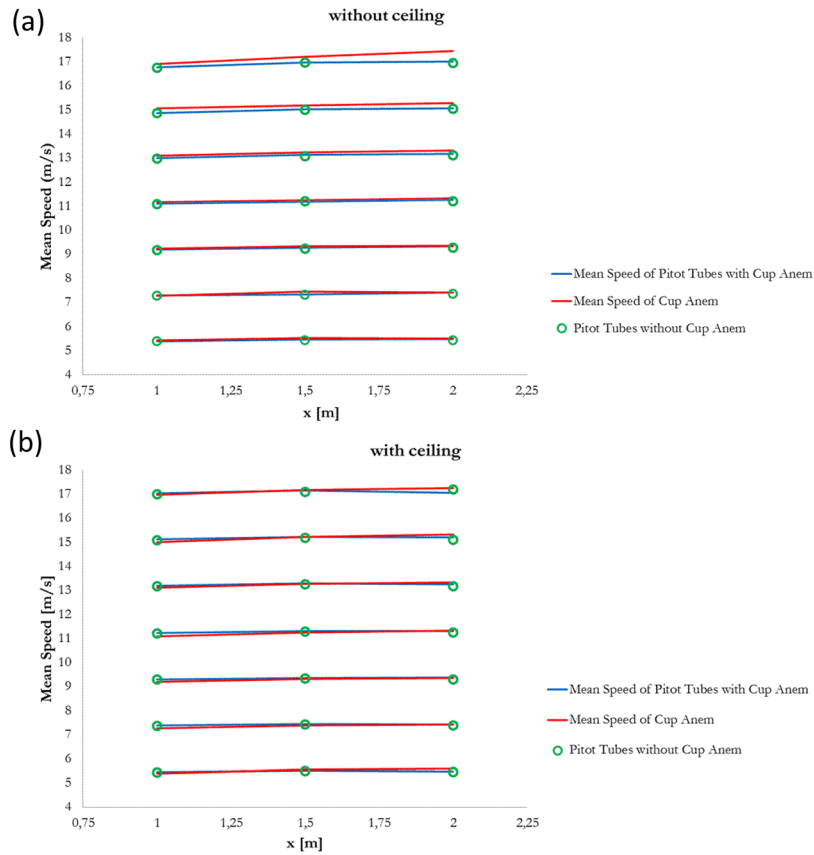 (a)
without ceiling
18
17
16
15
14
13
12
11
10
9
8
7
6
5
4
Mean Speed (m/s)
0,75 1 1,25 1,5 1,75 2 2,25
x [m]
Mean Speed of Pitot Tubes with Cup Anem
Mean Speed of Cup Anem
Pitot Tubes without Cup Anem
(b)
with ceiling
18
17
16
15
14
13
12
11
10
9
8
7
6
5
4
Mean Speed [m/s]
0,75 1 1,25 1,5 1,75 2 2,25
x [m]
Mean Speed of Pitot Tubes with Cup Anem
Mean Speed of Cup Anem
Pitot Tubes without Cup Anem